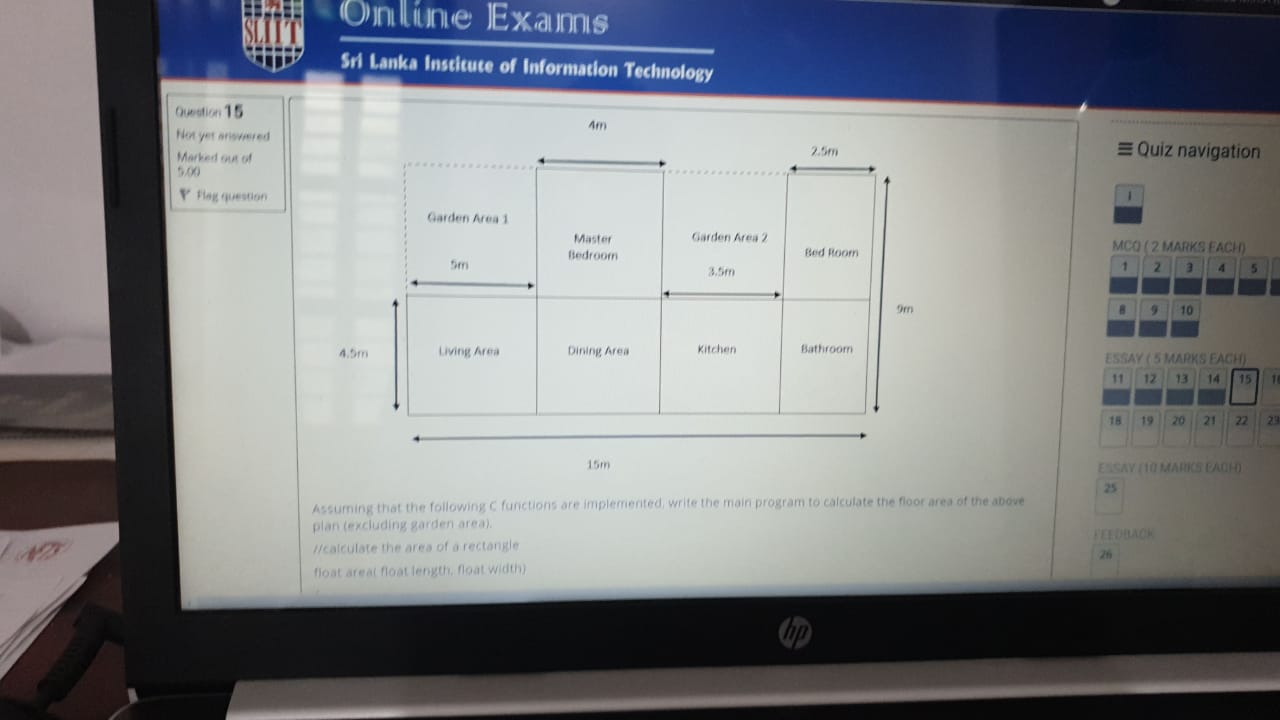 SLIIT
Online Exams
Sri Lanka Institute of Information Technology
Question 15
Not yet answered
Marked out of
5.00
Flag question
4m
2.5m
Garden Area 1
Master
Bedroom
Garden Area 2
Bed Room
5m
3.5m
9m
4.5m
Living Area
Dining Area
Kitchen
Bathroom
15m
Assuming that the following C functions are implemented, write the main program to calculate the floor area of the above
plan (excluding garden area).
//calculate the area of a rectangle
float area( float length, float width)
Quiz navigation
i
MCQ ( 2 MARKS EACH)
1 2 3 4 5
8 9 10
ESSAY ( 5 MARKS EACH)
11 12 13 14 15
18 19 20 21 22
ESSAY (10 MARKS EACH)
25
FEEDBACK
26
hp